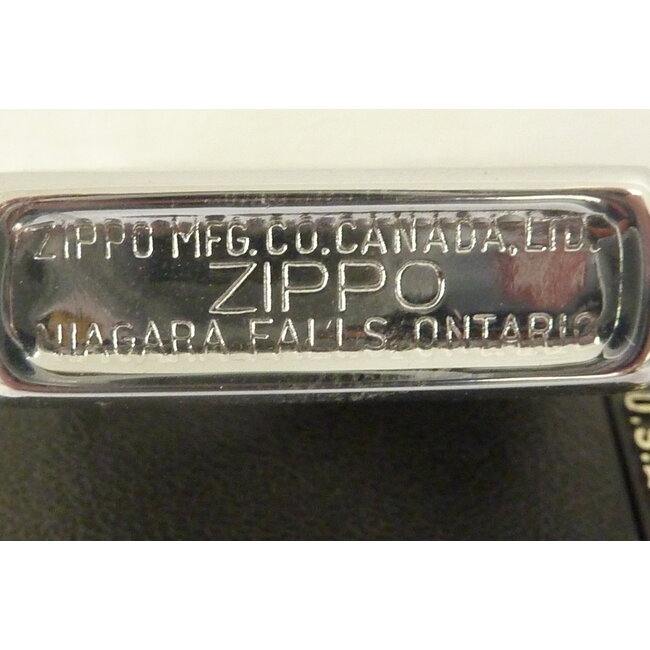 ZIPPO MFG. CO. CANADA, LTD.
ZIPPO
NIAGARA FALLS, ONTARIO